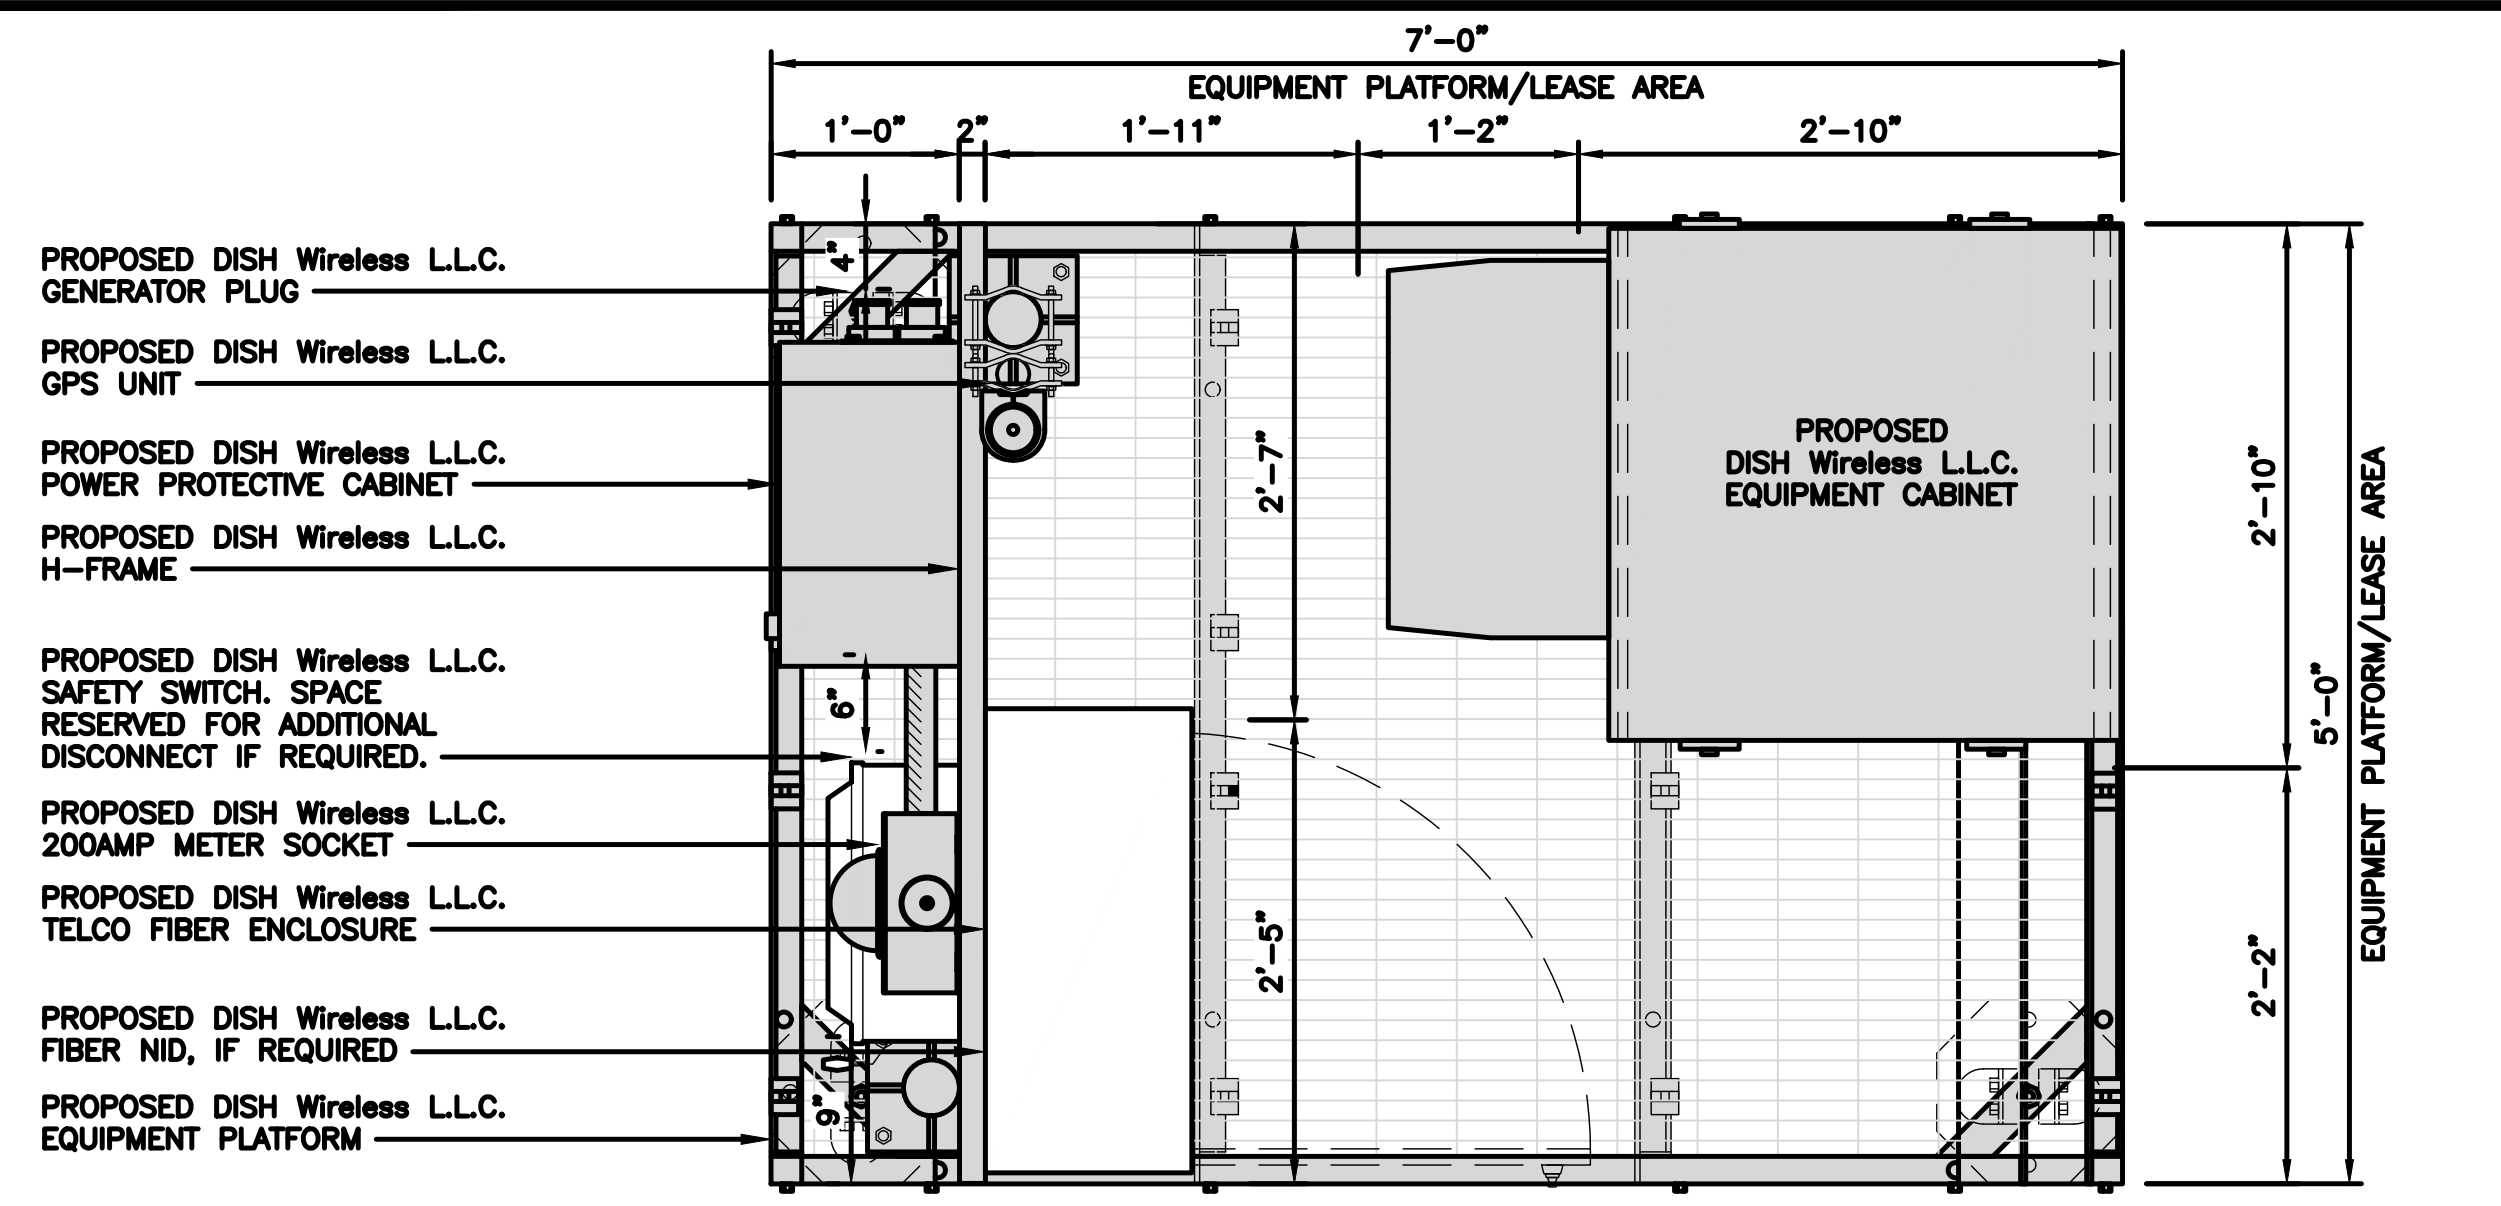 7'-0"
EQUIPMENT PLATFORM/LEASE AREA
1'-0" 2" 1'-11" 1'-2" 2'-10"
PROPOSED DISH Wireless L.L.C.
GENERATOR PLUG
4"
PROPOSED DISH Wireless L.L.C.
GPS UNIT
PROPOSED DISH Wireless L.L.C.
POWER PROTECTIVE CABINET
PROPOSED DISH Wireless L.L.C.
H-FRAME
PROPOSED DISH Wireless L.L.C.
SAFETY SWITCH. SPACE
RESERVED FOR ADDITIONAL
DISCONNECT IF REQUIRED.
6"
PROPOSED DISH Wireless L.L.C.
200AMP METER SOCKET
PROPOSED DISH Wireless L.L.C.
TELCO FIBER ENCLOSURE
PROPOSED DISH Wireless L.L.C.
FIBER NID, IF REQUIRED
PROPOSED DISH Wireless L.L.C.
EQUIPMENT PLATFORM
9"
2'-7"
2'-5"
PROPOSED
DISH Wireless L.L.C.
EQUIPMENT CABINET
2'-10"
2'-2"
5'-0"
EQUIPMENT PLATFORM/LEASE AREA